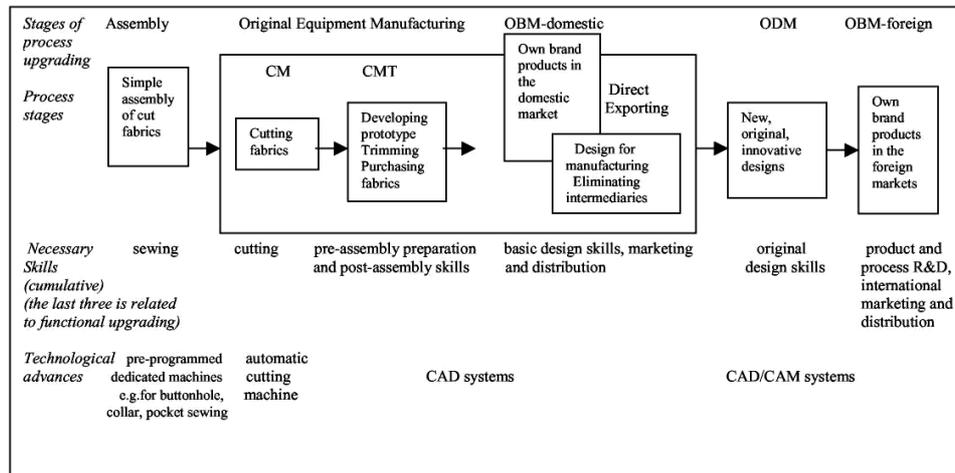 Stages of process upgrading
Assembly
Original Equipment Manufacturing
OBM-domestic
ODM
OBM-foreign
Process stages
CM
CMT
Direct Exporting
Simple
assembly
of cut
fabrics
Cutting
fabrics
Developing
prototype
Trimming
Purchasing
fabrics
Own brand
products in
the
domestic
market
Design for
manufacturing
Eliminating
intermediaries
New,
original,
innovative
designs
Own
brand
products
in the
foreign
markets
Necessary
Skills
(cumulative)
(the last three is related
to functional upgrading)
sewing
cutting
pre-assembly preparation
and post-assembly skills
basic design skills, marketing
and distribution
original
design skills
product and
process R&D,
international
marketing and
distribution
Technological
advances
pre-programmed
dedicated machines
e.g.for buttonhole,
collar, pocket sewing
automatic
cutting
machine
CAD systems
CAD/CAM systems